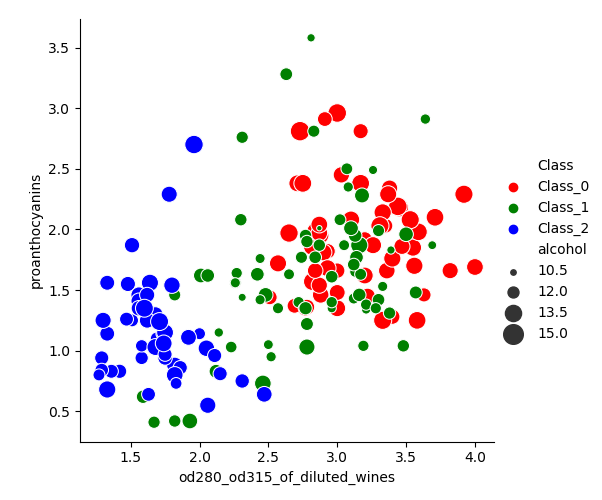 3.5
3.0
2.5
2.0
1.5
1.0
0.5
proanthocyanins
1.5
2.0
2.5
3.0
3.5
4.0
od280_od315_of_diluted_wines
Class
Class_0
Class_1
Class_2
alcohol
10.5
12.0
13.5
15.0